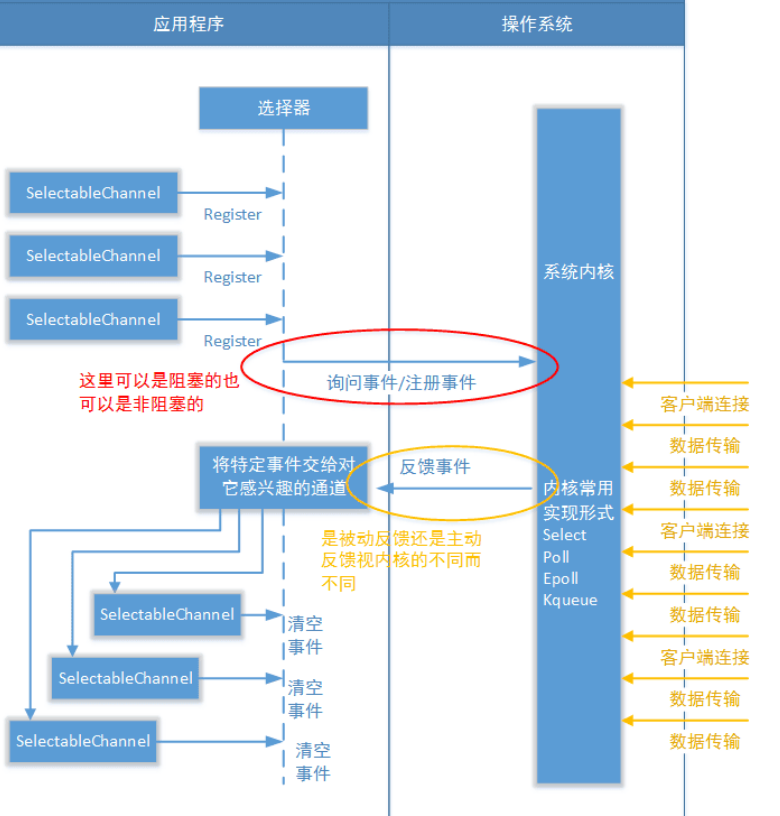 应用程序
操作系统
选择器
SelectableChannel
Register
SelectableChannel
Register
SelectableChannel
Register
系统内核
这里可以是阻塞的也
可以是非阻塞的
询问事件/注册事件
将特定事件交给对
它感兴趣的通道
反馈事件
是被动反馈还是主动
反馈视内核的不同而
不同
内核常用
实现形式
Select
Poll
Epoll
Kqueue
SelectableChannel
清空
事件
SelectableChannel
清空
事件
SelectableChannel
清空
事件
客户端连接
数据传输
数据传输
客户端连接
数据传输
数据传输
客户端连接
数据传输
数据传输